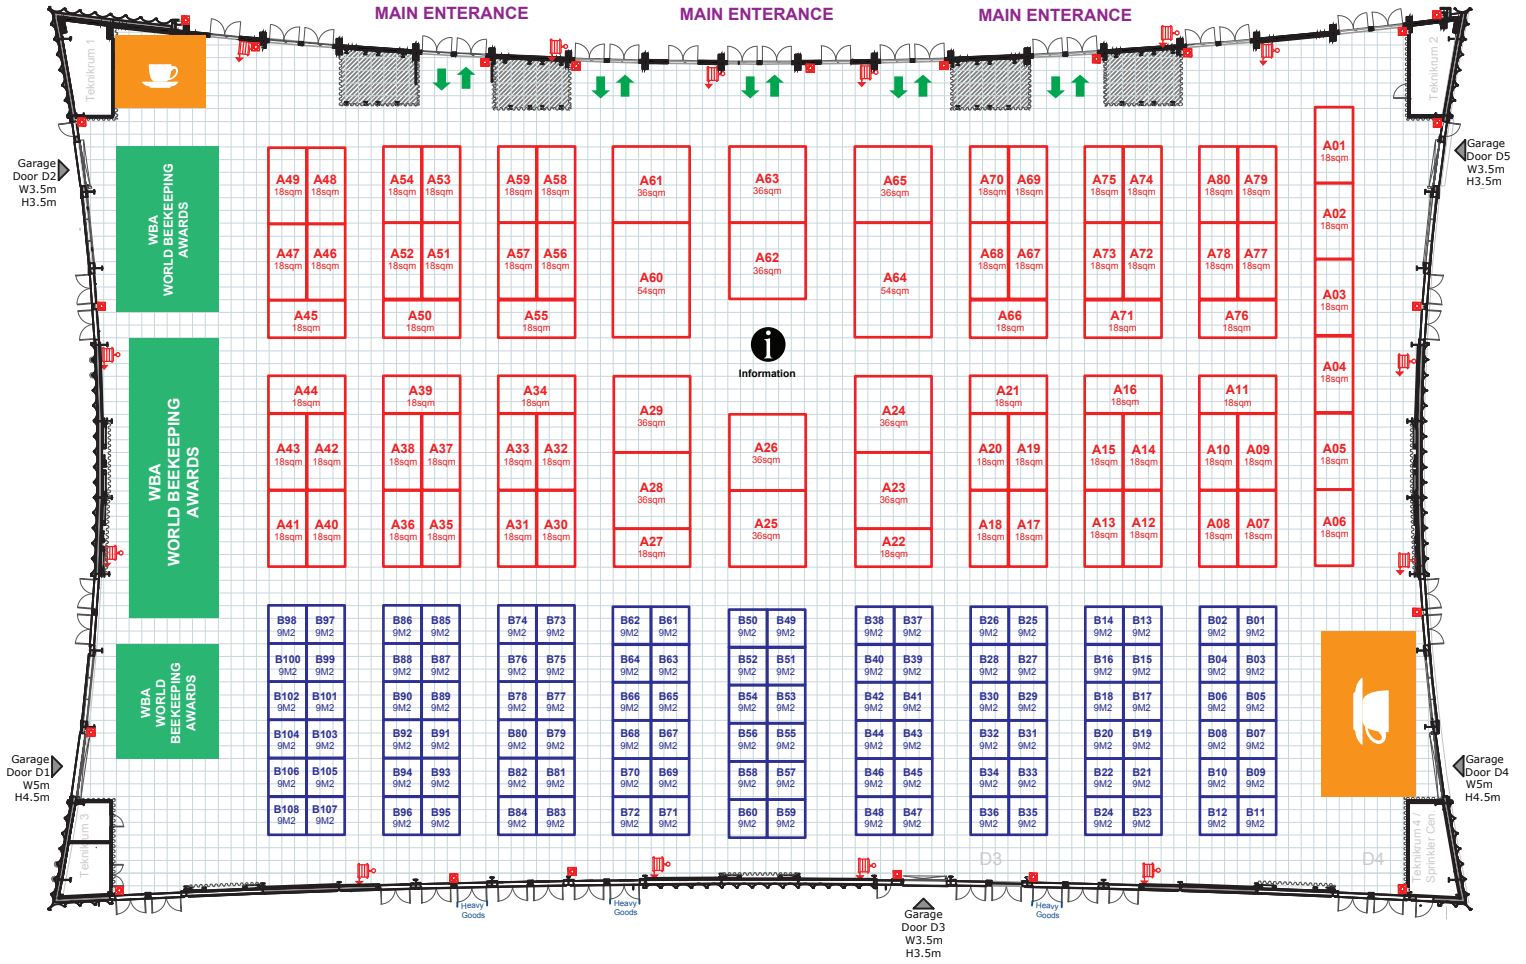 MAIN ENTERANCE
MAIN ENTERANCE
MAIN ENTERANCE
Teknikrum 1
Teknikrum 2
Garage
Door D2
W3.5m
H3.5m
Garage
Door D5
W3.5m
H3.5m
WBA
WORLD BEEKEEPING
AWARDS
A01
18sqm
A02
18sqm
A03
18sqm
A04
18sqm
A05
18sqm
A06
18sqm
A49 A48 A54 A53 A59 A58 A61 A63 A65 A70 A69 A75 A74 A80 A79
18sqm 18sqm 18sqm 18sqm 18sqm 18sqm 36sqm 36sqm 36sqm 18sqm 18sqm 18sqm 18sqm 18sqm 18sqm
A47 A46 A52 A51 A57 A56 A60 A62 A64 A68 A67 A73 A72 A78 A77
18sqm 18sqm 18sqm 18sqm 18sqm 18sqm 54sqm 36sqm 54sqm 18sqm 18sqm 18sqm 18sqm 18sqm 18sqm
A45 A50 A55 A66 A71 A76
18sqm 18sqm 18sqm 18sqm 18sqm 18sqm
i
Information
WBA
WORLD BEEKEEPING
AWARDS
A44 A39 A34 A29 A24 A21 A16 A11
18sqm 18sqm 18sqm 36sqm 36sqm 18sqm 18sqm 18sqm
A43 A42 A38 A37 A33 A32 A26 A20 A19 A15 A14 A10 A09
18sqm 18sqm 18sqm 18sqm 18sqm 18sqm 36sqm 18sqm 18sqm 18sqm 18sqm 18sqm 18sqm
A28 A23
36sqm 36sqm
A41 A40 A36 A35 A31 A30 A25 A18 A17 A13 A12 A08 A07
18sqm 18sqm 18sqm 18sqm 18sqm 18sqm 36sqm 18sqm 18sqm 18sqm 18sqm 18sqm 18sqm
A27 A22
18sqm 18sqm
B98 B97 B86 B85 B74 B73 B62 B61 B50 B49 B38 B37 B26 B25 B14 B13 B02 B01
9M2 9M2 9M2 9M2 9M2 9M2 9M2 9M2 9M2 9M2 9M2 9M2 9M2 9M2 9M2 9M2 9M2 9M2
B100 B99 B88 B87 B76 B75 B64 B63 B52 B51 B40 B39 B28 B27 B16 B15 B04 B03
9M2 9M2 9M2 9M2 9M2 9M2 9M2 9M2 9M2 9M2 9M2 9M2 9M2 9M2 9M2 9M2 9M2 9M2
B102 B101 B90 B89 B78 B77 B66 B65 B54 B53 B42 B41 B30 B29 B18 B17 B06 B05
9M2 9M2 9M2 9M2 9M2 9M2 9M2 9M2 9M2 9M2 9M2 9M2 9M2 9M2 9M2 9M2 9M2 9M2
B104 B103 B92 B91 B80 B79 B68 B67 B56 B55 B44 B43 B32 B31 B20 B19 B08 B07
9M2 9M2 9M2 9M2 9M2 9M2 9M2 9M2 9M2 9M2 9M2 9M2 9M2 9M2 9M2 9M2 9M2 9M2
B106 B105 B94 B93 B82 B81 B70 B69 B58 B57 B46 B45 B34 B33 B22 B21 B10 B09
9M2 9M2 9M2 9M2 9M2 9M2 9M2 9M2 9M2 9M2 9M2 9M2 9M2 9M2 9M2 9M2 9M2 9M2
B108 B107 B96 B95 B84 B83 B72 B71 B60 B59 B48 B47 B36 B35 B24 B23 B12 B11
9M2 9M2 9M2 9M2 9M2 9M2 9M2 9M2 9M2 9M2 9M2 9M2 9M2 9M2 9M2 9M2 9M2 9M2
WBA
WORLD
BEEKEEPING
AWARDS
Garage
Door D1
W5m
H4.5m
Garage
Door D4
W5m
H4.5m
Teknikrum 3
D3
D4
Teknikrum 4 /
Sprinkler Cen
Heavy
Goods
Heavy
Goods
Heavy
Goods
Garage
Door D3
W3.5m
H3.5m